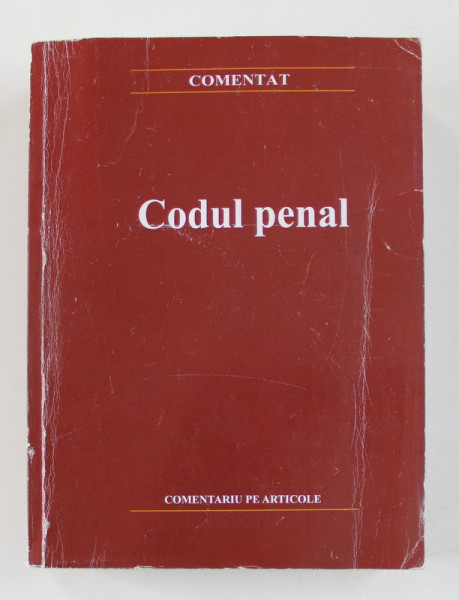 COMENTAT
Codul penal
COMENTARIU PE ARTICOLE